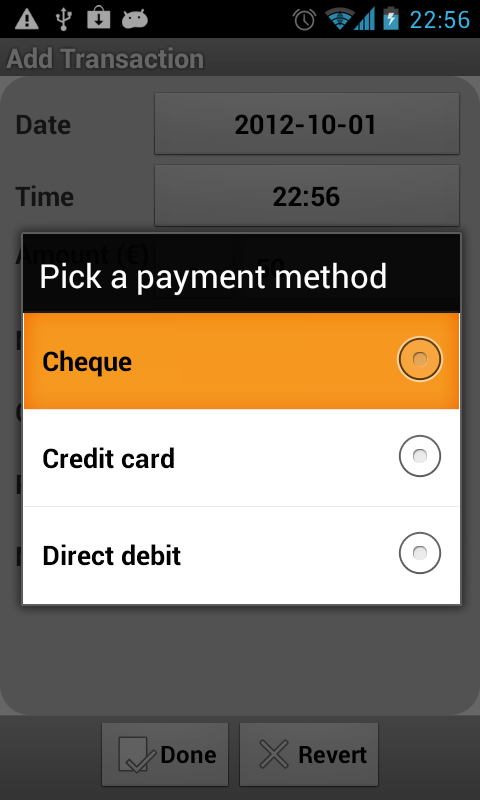 22:56
Add Transaction
Date
2012-10-01
Time
22:56
Amount (€)
50
Pick a payment method
Cheque
Credit card
Direct debit
Done
Revert